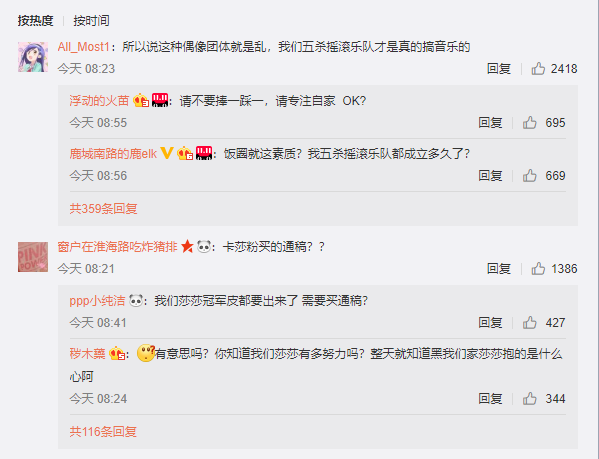 按热度 | 按时间
All_Most1：所以说这种偶像团体就是乱，我们五杀摇滚乐队才是真的搞音乐的
今天 08:23 回复 2418
浮动的火苗：请不要捧一踩一，请专注自家 OK？
今天 08:55 回复 695
鹿城南路的鹿elk：饭圈就这素质？我五杀摇滚乐队都成立多久了？
今天 08:56 回复 669
共359条回复
窗户在淮海路吃炸猪排：卡莎粉买的通稿？？
今天 08:21 回复 1386
ppp小纯洁：我们莎莎冠军皮都要出来了 需要买通稿？
今天 08:41 回复 427
秽木薰：有意思吗？你知道我们莎莎有多努力吗？整天就知道黑我们家莎莎抱的是什么
心阿
今天 08:24 回复 344
共116条回复